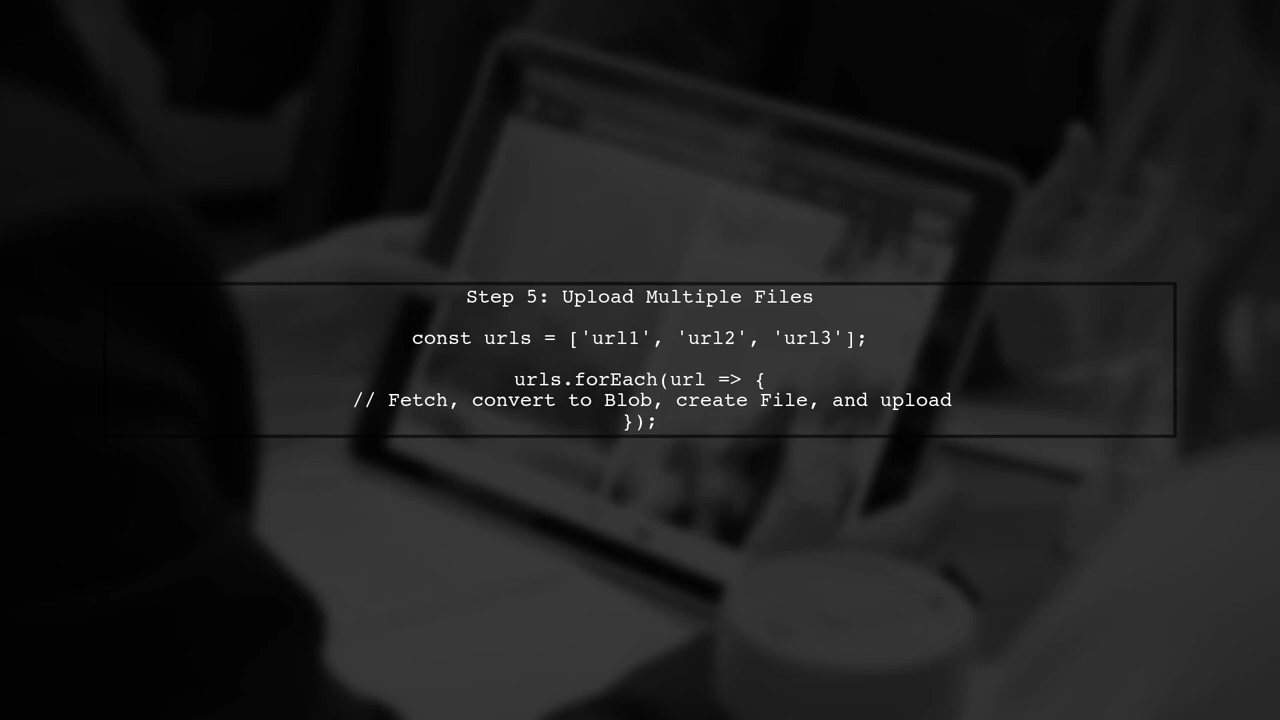 Step 5: Upload Multiple Files
const urls = ['url1', 'url2', 'url3'];
urls.forEach(url => {
// Fetch, convert to Blob, create File, and upload
});